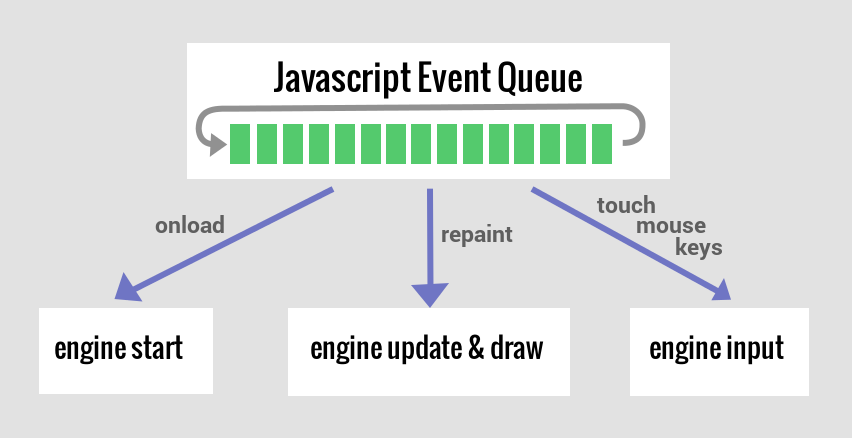 Javascript Event Queue
onload
repaint
touch
mouse
keys
engine start
engine update & draw
engine input